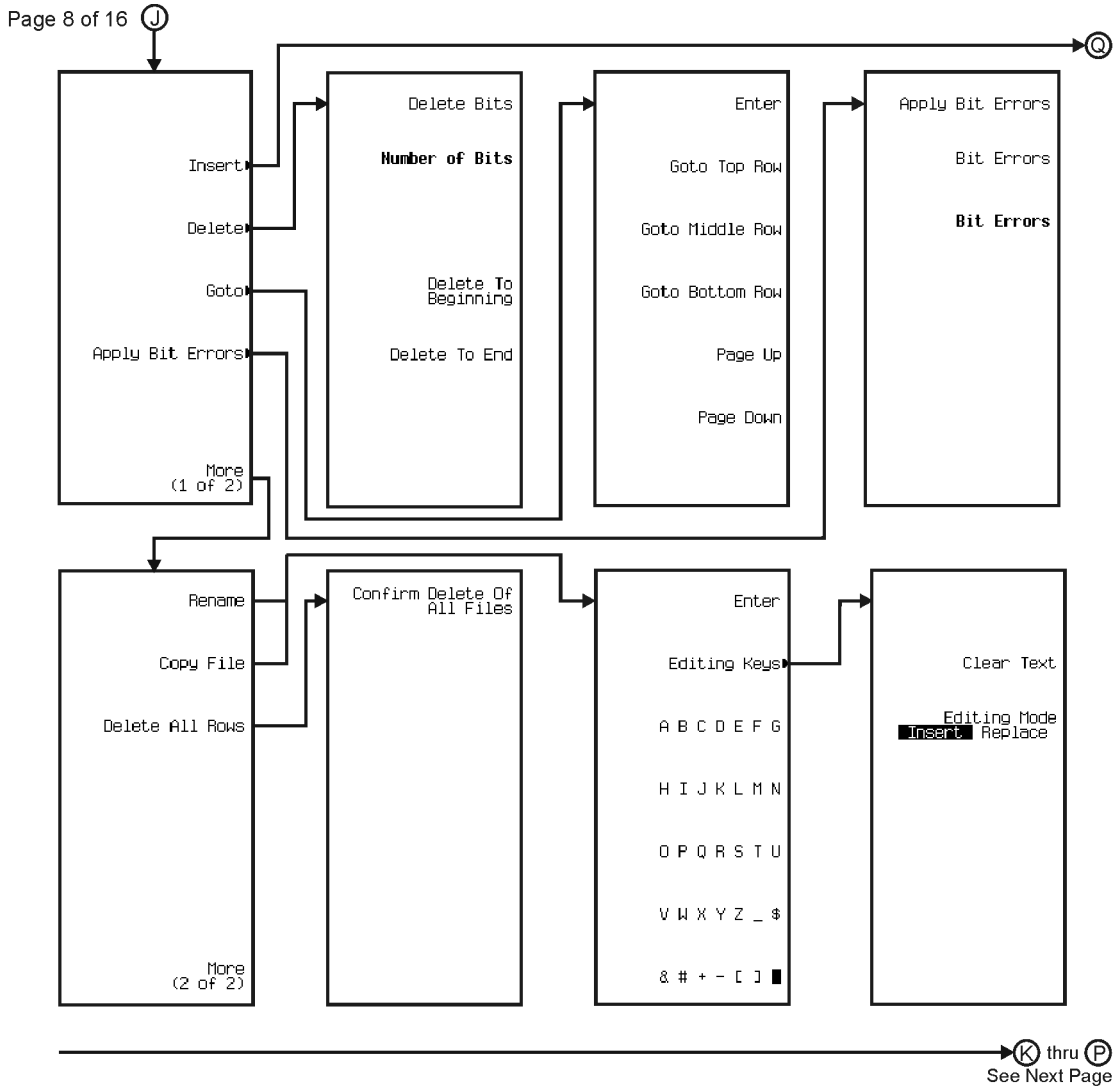 Page 8 of 16 J
Q
Insert
Delete
Goto
Apply Bit Errors
More
(1 of 2)
Delete Bits
Number of Bits
Delete To
Beginning
Delete To End
Enter
Goto Top Row
Goto Middle Row
Goto Bottom Row
Page Up
Page Down
Apply Bit Errors
Bit Errors
Bit Errors
Rename
Copy File
Delete All Rows
More
(2 of 2)
Confirm Delete Of
All Files
Enter
Editing Keys
A B C D E F G
H I J K L M N
O P Q R S T U
V W X Y Z _ $
& # + - [ ] █
Clear Text
Editing Mode
Insert Replace
K thru P
See Next Page